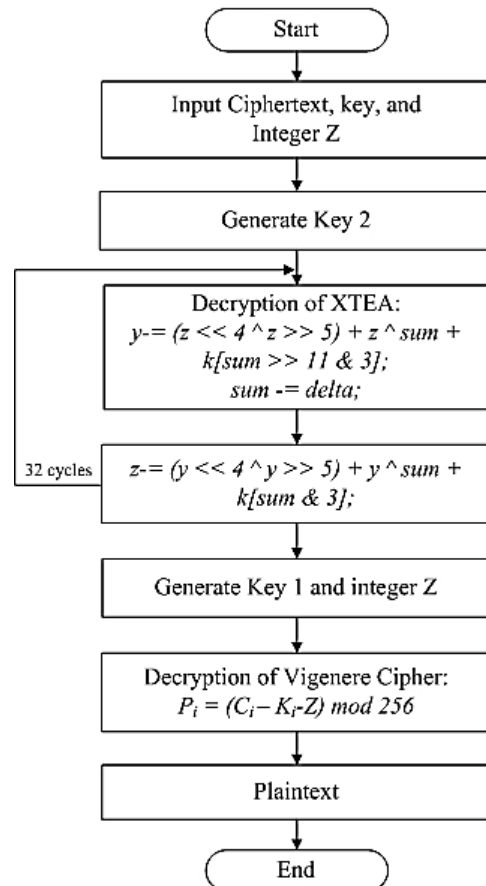 Start
Input Ciphertext, key, and
Integer Z
Generate Key 2
Decryption of XTEA:
y-= (z << 4 ^ z >> 5) + z ^ sum +
k[sum >> 11 & 3];
sum -= delta;
32 cycles
z-= (y << 4 ^ y >> 5) + y ^ sum +
k[sum & 3];
Generate Key 1 and integer Z
Decryption of Vigenere Cipher:
Pᵢ = (Cᵢ – Kᵢ-Z) mod 256
Plaintext
End